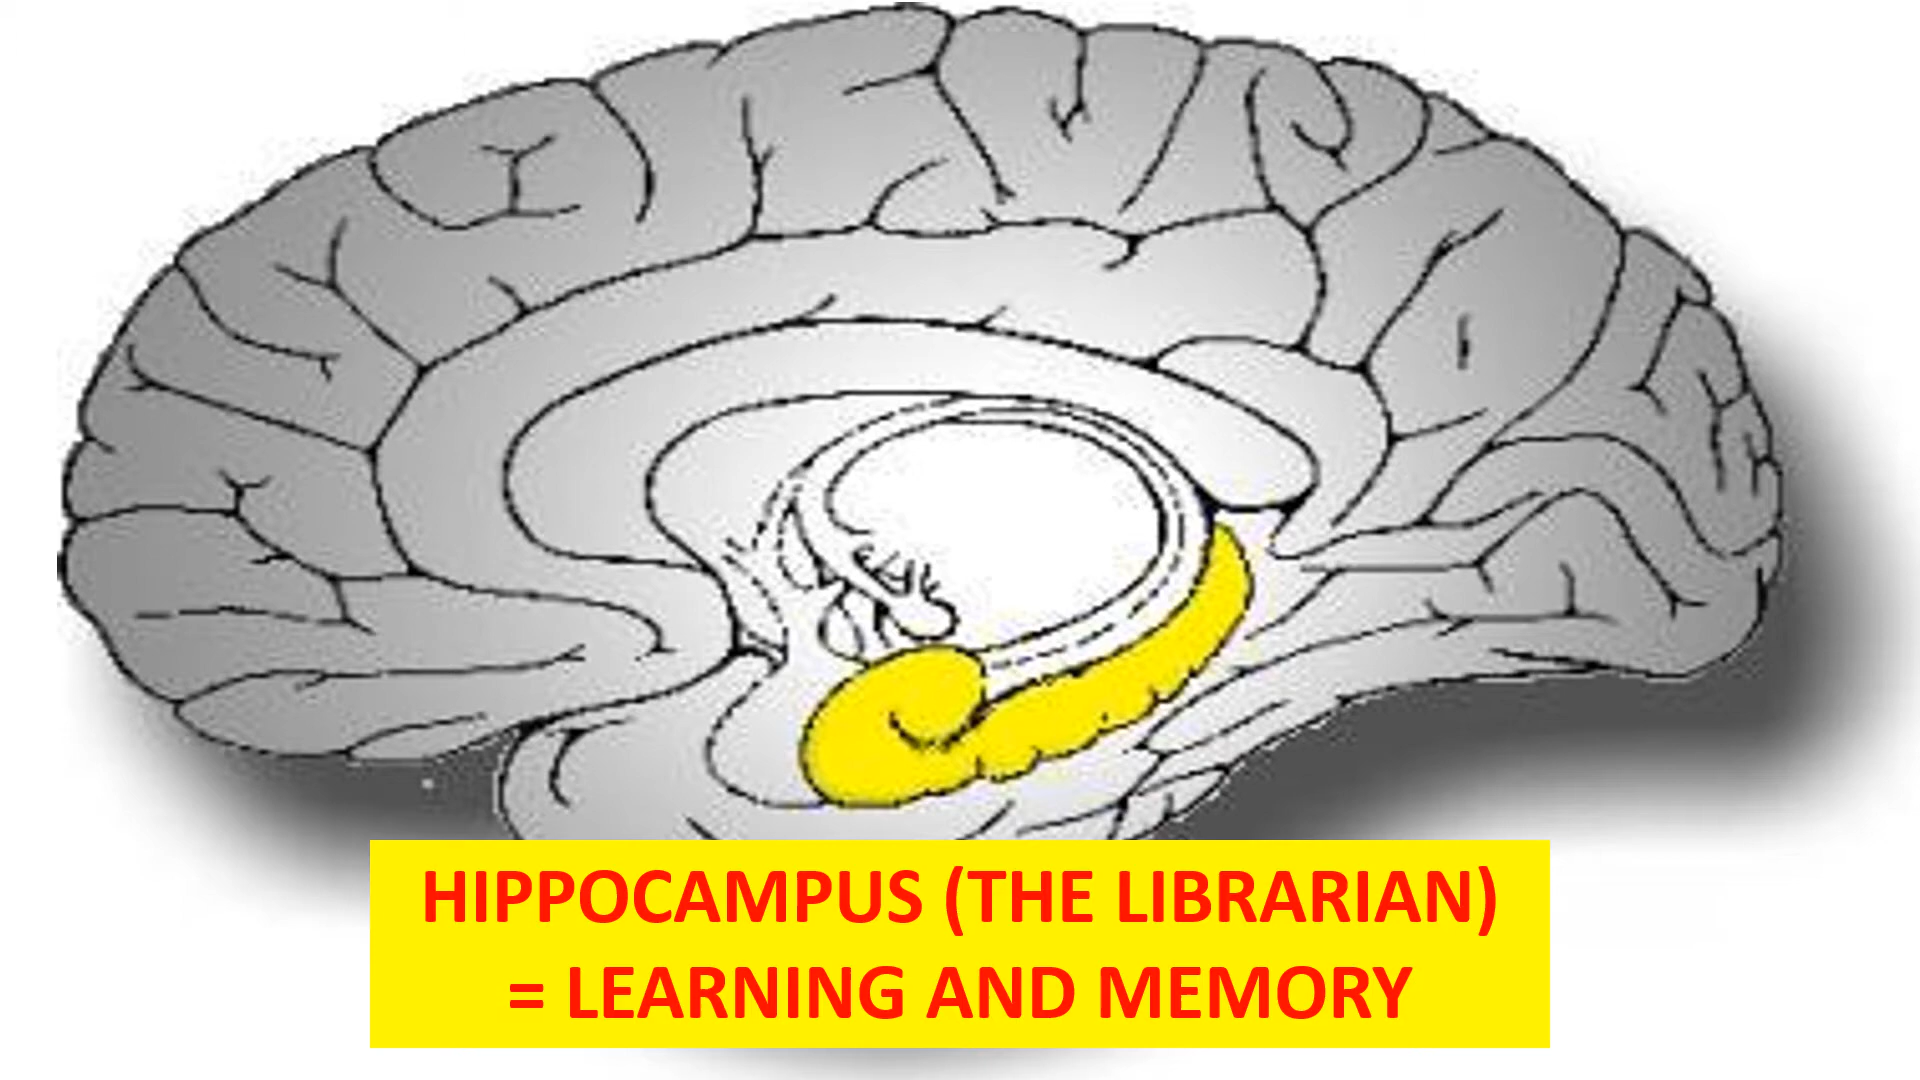 HIPPOCAMPUS (THE LIBRARIAN)
= LEARNING AND MEMORY